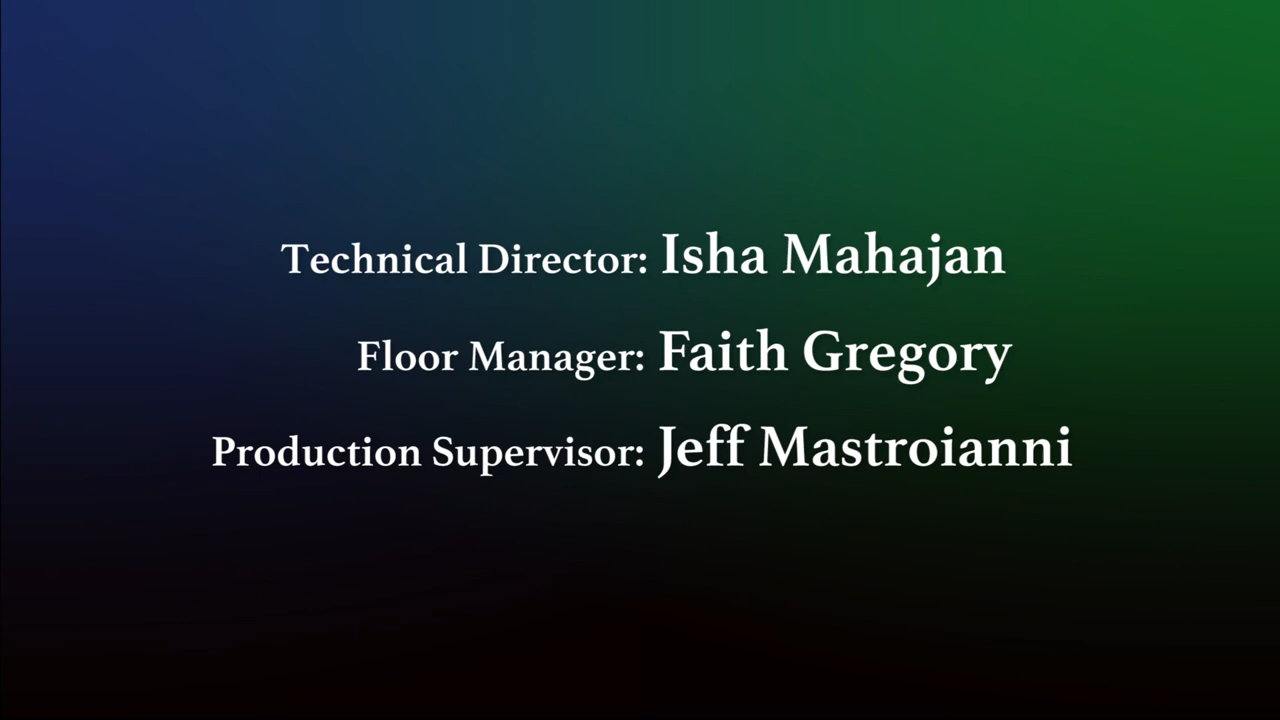 Technical Director: Isha Mahajan
Floor Manager: Faith Gregory
Production Supervisor: Jeff Mastroianni